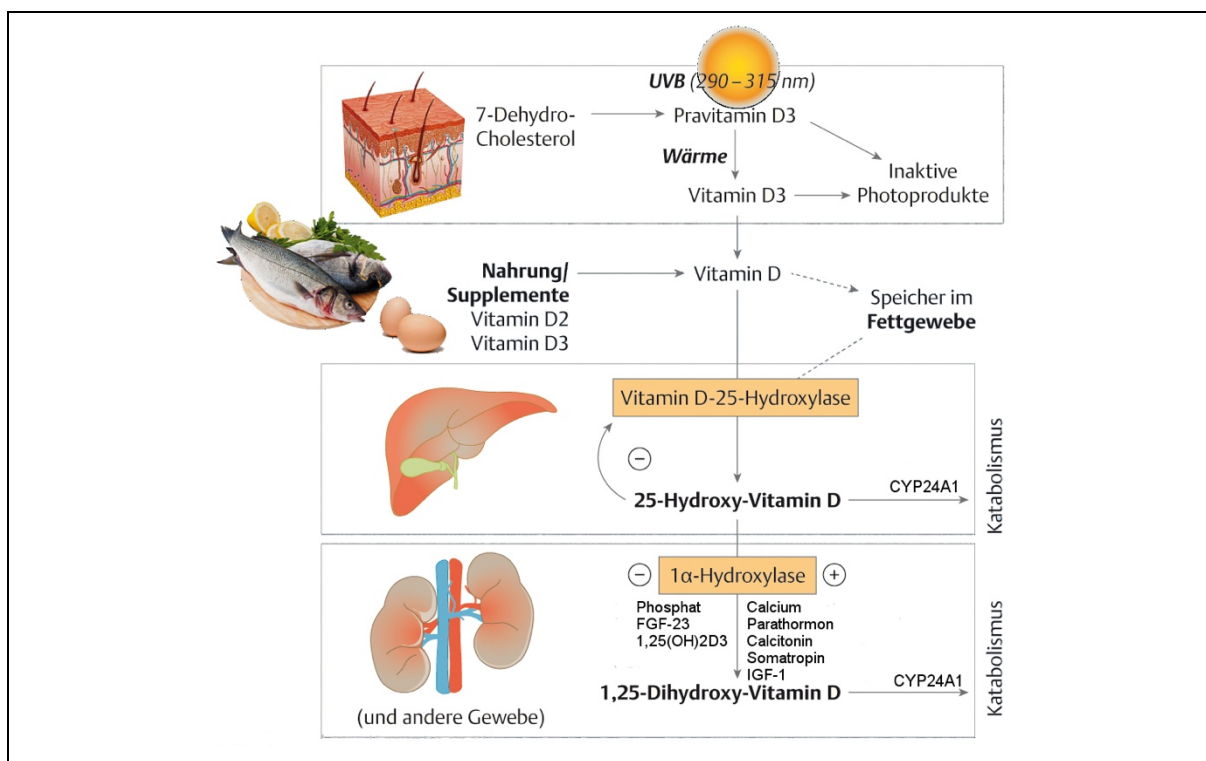 UVB (290 – 315/nm)
7-Dehydro-
Cholesterol
Pravitamin D3
Wärme
Inaktive
Photoprodukte
Vitamin D3
Nahrung/
Supplemente
Vitamin D2
Vitamin D3
Vitamin D
Speicher im
Fettgewebe
Vitamin D-25-Hydroxylase
−
25-Hydroxy-Vitamin D
CYP24A1
Katabolismus
−
1α-Hydroxylase
+
Phosphat
FGF-23
1,25(OH)2D3
Calcium
Parathormon
Calcitonin
Somatropin
IGF-1
1,25-Dihydroxy-Vitamin D
CYP24A1
Katabolismus
(und andere Gewebe)